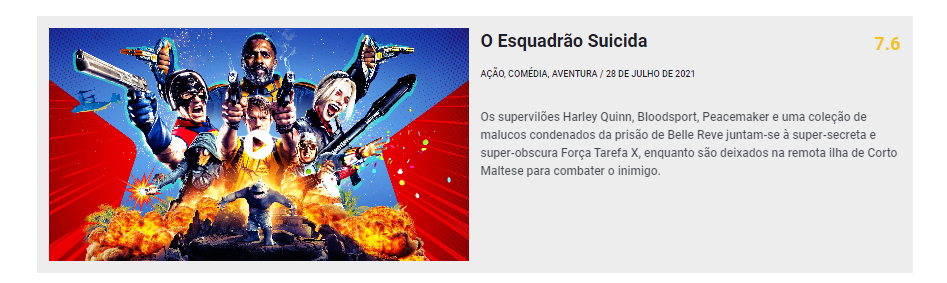 O Esquadrão Suicida
7.6
AÇÃO, COMÉDIA, AVENTURA / 28 DE JULHO DE 2021
Os supervilões Harley Quinn, Bloodsport, Peacemaker e uma coleção de
malucos condenados da prisão de Belle Reve juntam-se à super-secreta e
super-obscura Força Tarefa X, enquanto são deixados na remota ilha de Corto
Maltese para combater o inimigo.